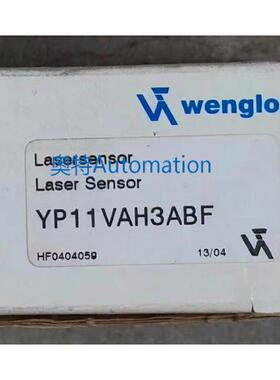 wenglo
Lasersensor
奥特Automation
Laser Sensor
YP11VAH3ABF
HF0404059
13/04